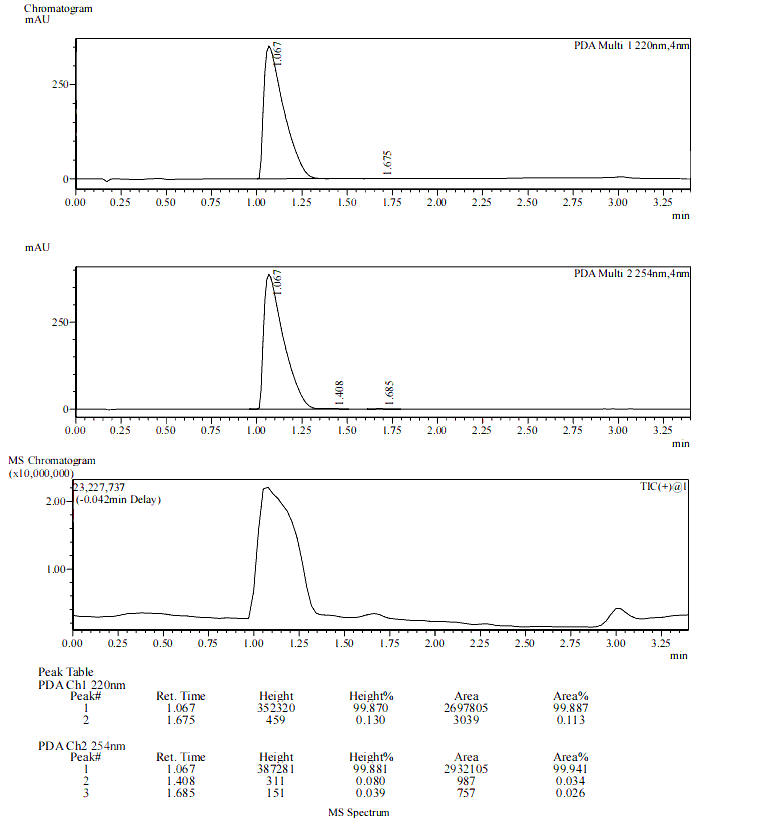 Chromatogram
mAU
PDA Multi 1 220nm,4nm
1.067
250
1.675
0
0.00 0.25 0.50 0.75 1.00 1.25 1.50 1.75 2.00 2.25 2.50 2.75 3.00 3.25
min
mAU
PDA Multi 2 254nm,4nm
1.067
250
1.408 1.685
0
0.00 0.25 0.50 0.75 1.00 1.25 1.50 1.75 2.00 2.25 2.50 2.75 3.00 3.25
min
MS Chromatogram
(x10,000,000)
23,227,737 TIC(+)@1
2.00 (-0.042min Delay)
1.00
0.00 0.25 0.50 0.75 1.00 1.25 1.50 1.75 2.00 2.25 2.50 2.75 3.00 3.25
min
Peak Table
PDA Ch1 220nm
Peak# Ret. Time Height Height% Area Area%
1 1.067 352320 99.870 2697805 99.887
2 1.675 459 0.130 3039 0.113
PDA Ch2 254nm
Peak# Ret. Time Height Height% Area Area%
1 1.067 387281 99.881 2932105 99.941
2 1.408 311 0.080 987 0.034
3 1.685 151 0.039 757 0.026
MS Spectrum